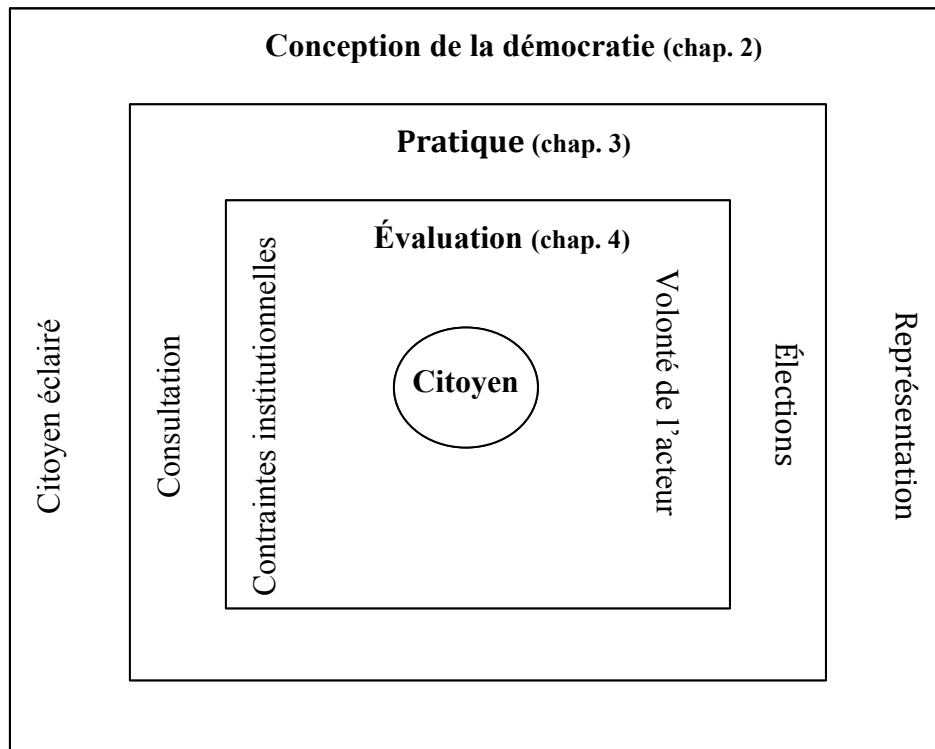 Conception de la démocratie (chap. 2)
Pratique (chap. 3)
Évaluation (chap. 4)
Citoyen éclairé
Consultation
Contraintes institutionnelles
Citoyen
Volonté de l'acteur
Élections
Représentation